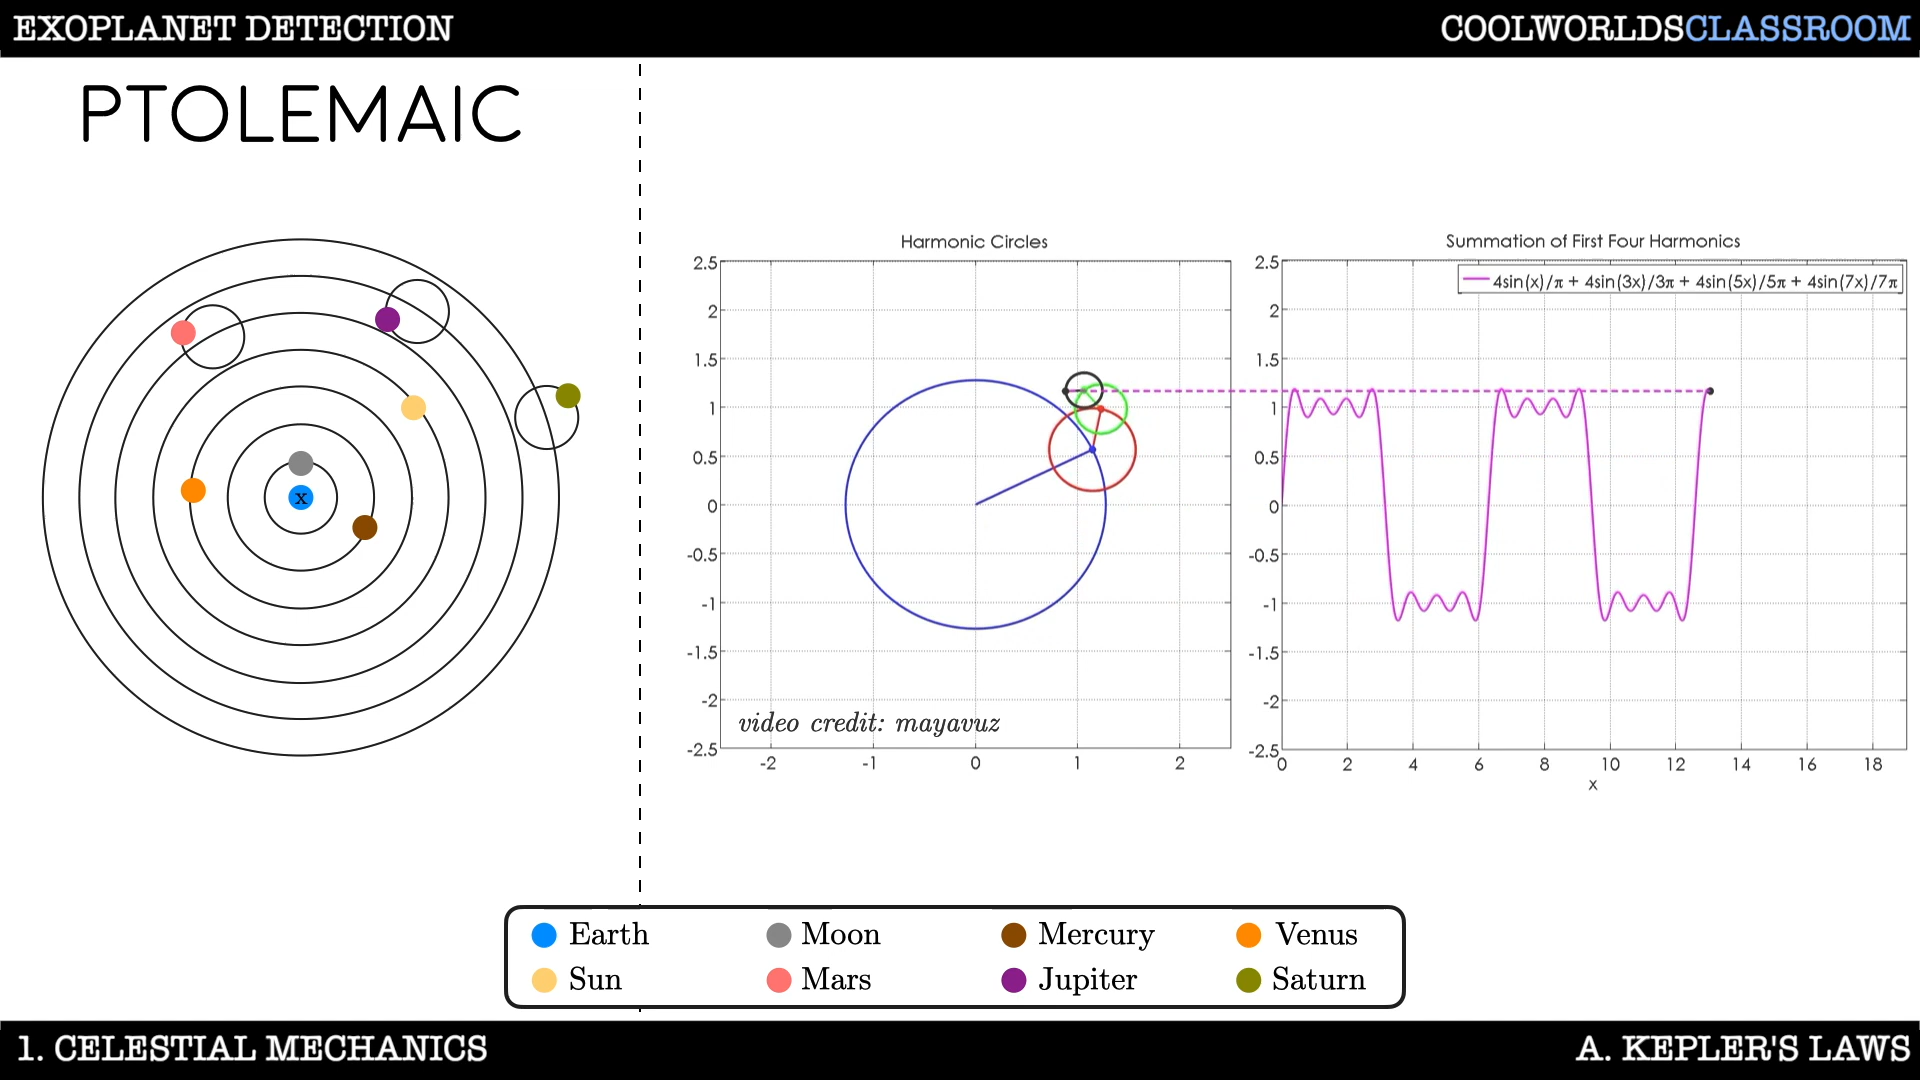 EXOPLANET DETECTION
COOLWORLDSCLASSROOM
PTOLEMAIC
x
Harmonic Circles
2.5
2
1.5
1
0.5
0
-0.5
-1
-1.5
-2
-2.5
-2 -1 0 1 2
video credit: mayavuz
Summation of First Four Harmonics
4sin(x)/π + 4sin(3x)/3π + 4sin(5x)/5π + 4sin(7x)/7π
2.5
2
1.5
1
0.5
0
-0.5
-1
-1.5
-2
-2.5
0 2 4 6 8 10 12 14 16 18
x
Earth Moon Mercury Venus
Sun Mars Jupiter Saturn
1. CELESTIAL MECHANICS
A. KEPLER'S LAWS